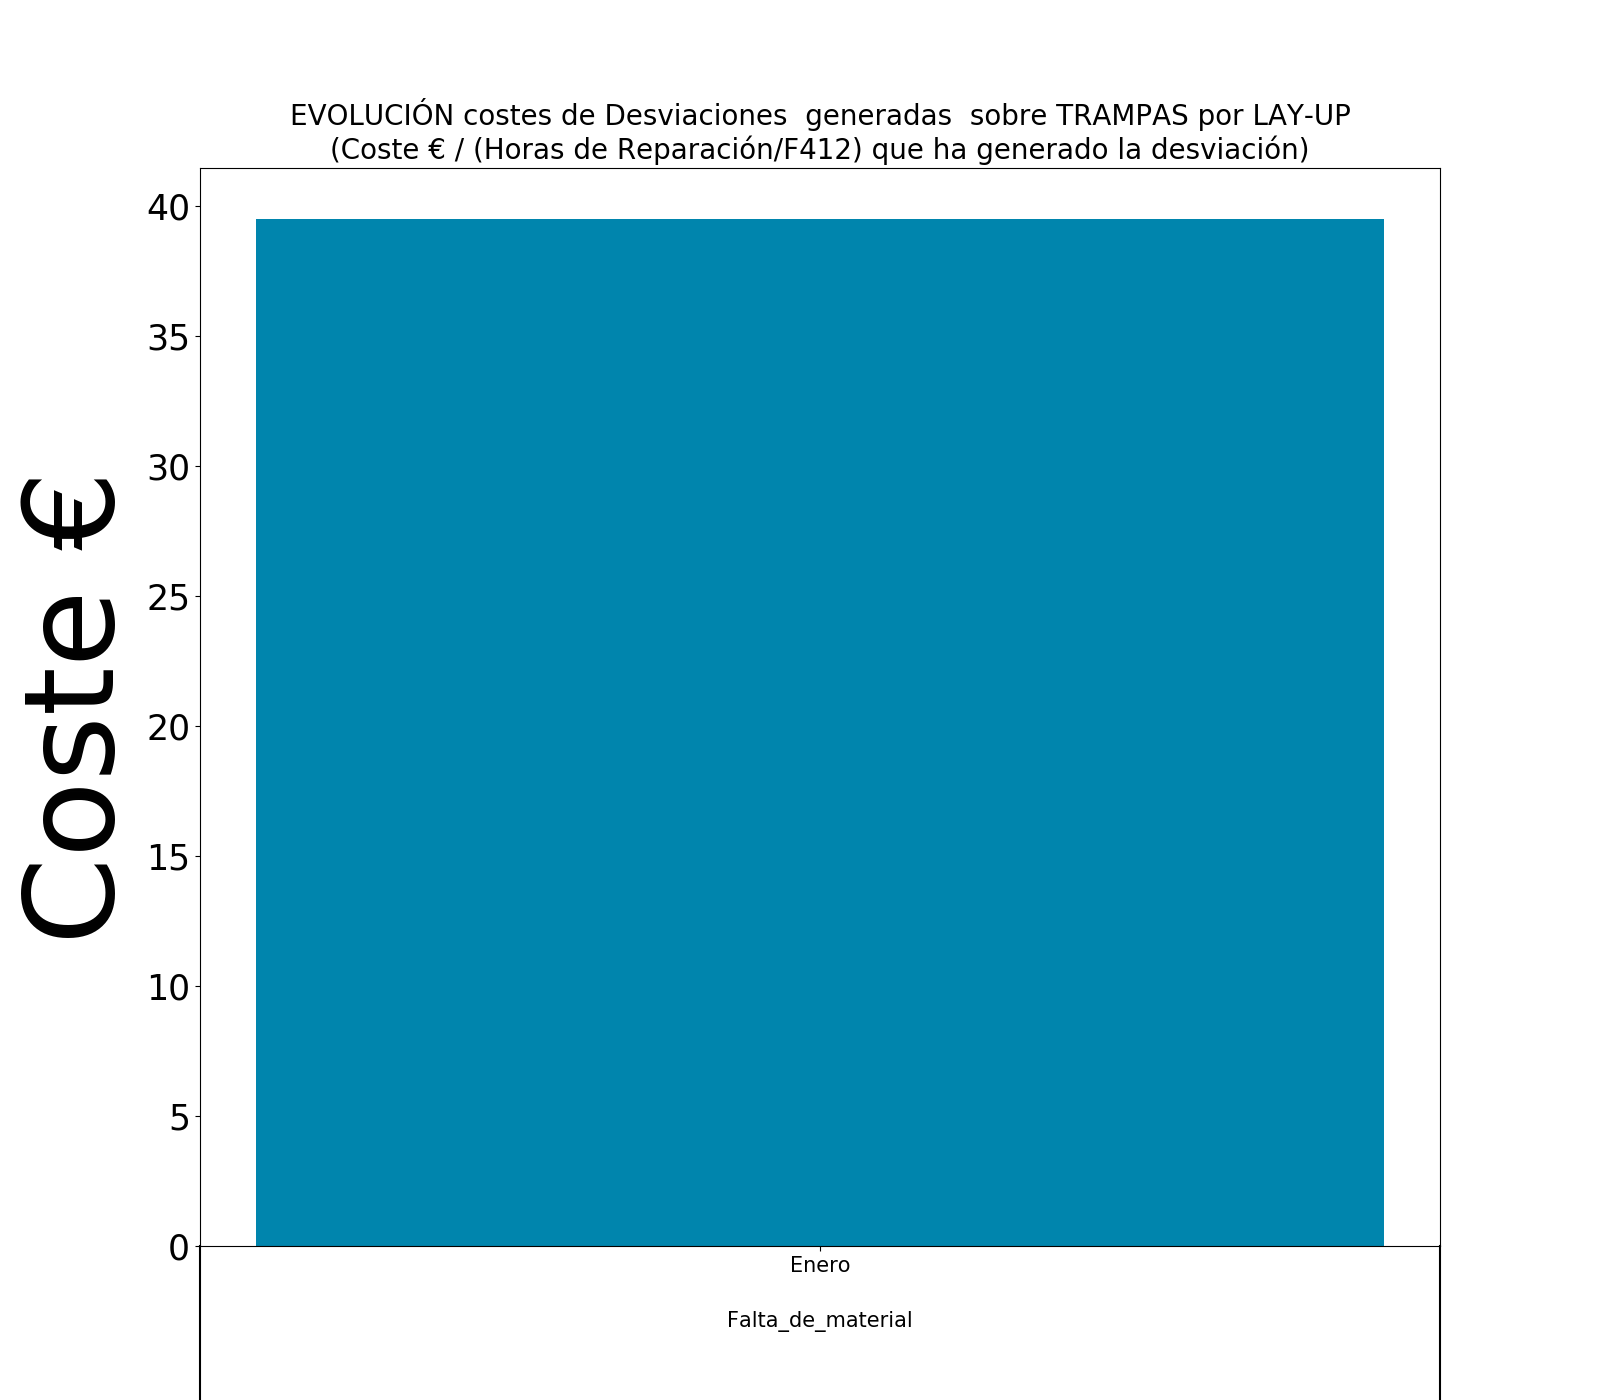 EVOLUCIÓN costes de Desviaciones  generadas  sobre TRAMPAS por LAY-UP
(Coste € / (Horas de Reparación/F412) que ha generado la desviación)
Coste €
40
35
30
25
20
15
10
5
0
Enero
Falta_de_material